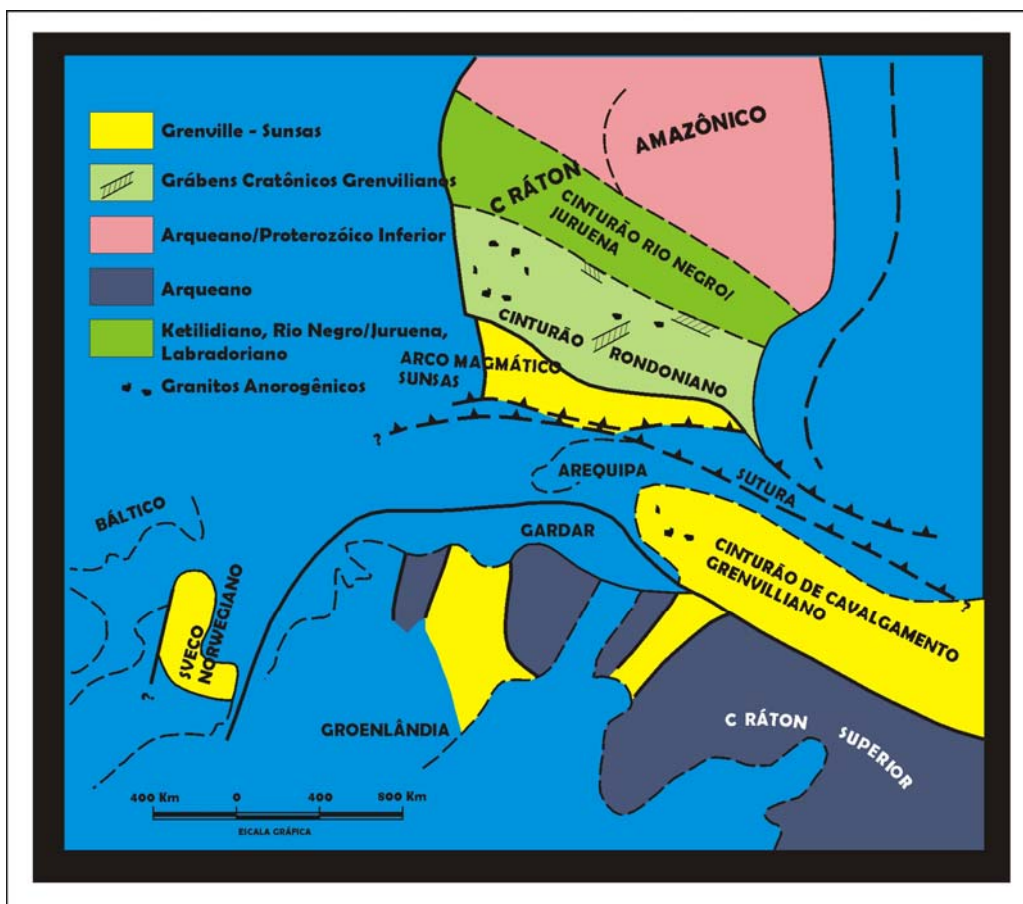 Grenville - Sunsas
Grábens Cratônicos Grenvilianos
Arqueano/Proterozóico Inferior
Arqueano
Ketilidiano, Rio Negro/Juruena,
Labradoriano
Granitos Anorogênicos
AMAZÔNICO
C RÁTON
CINTURÃO RIO NEGRO/
JURUENA
CINTURÃO
RONDONIANO
ARCO MAGMÁTICO
SUNSAS
?
AREQUIPA
SUTURA
BÁLTICO
GARDAR
CINTURÃO DE CAVALGAMENTO
GRENVILLIANO
?
SVECO
NORWEGIANO
?
GROENLÂNDIA
C RÁTON SUPERIOR
400 Km 0 400 800 Km
ESCALA GRÁFICA